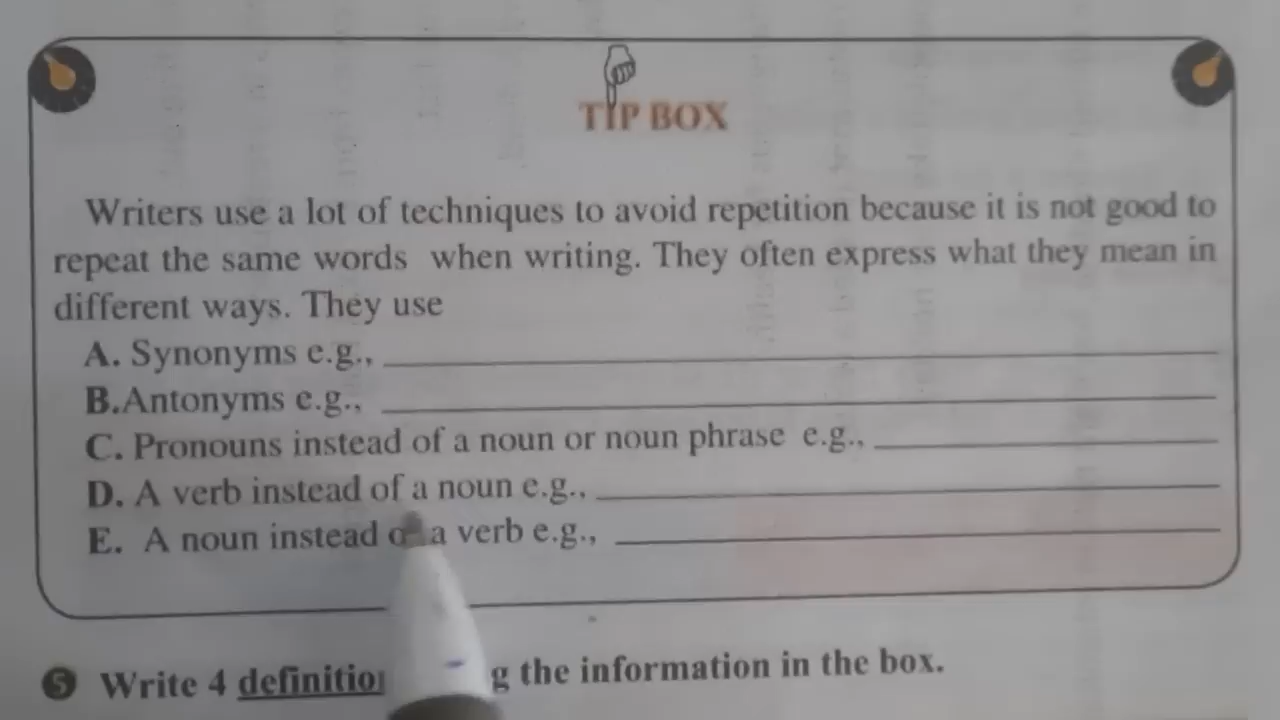 TIP BOX
Writers use a lot of techniques to avoid repetition because it is not good to
repeat the same words when writing. They often express what they mean in
different ways. They use
A. Synonyms e.g.,
B.Antonyms e.g.,
C. Pronouns instead of a noun or noun phrase e.g.,
D. A verb instead of a noun e.g.,
E. A noun instead of a verb e.g.,
5 Write 4 the information in the box.